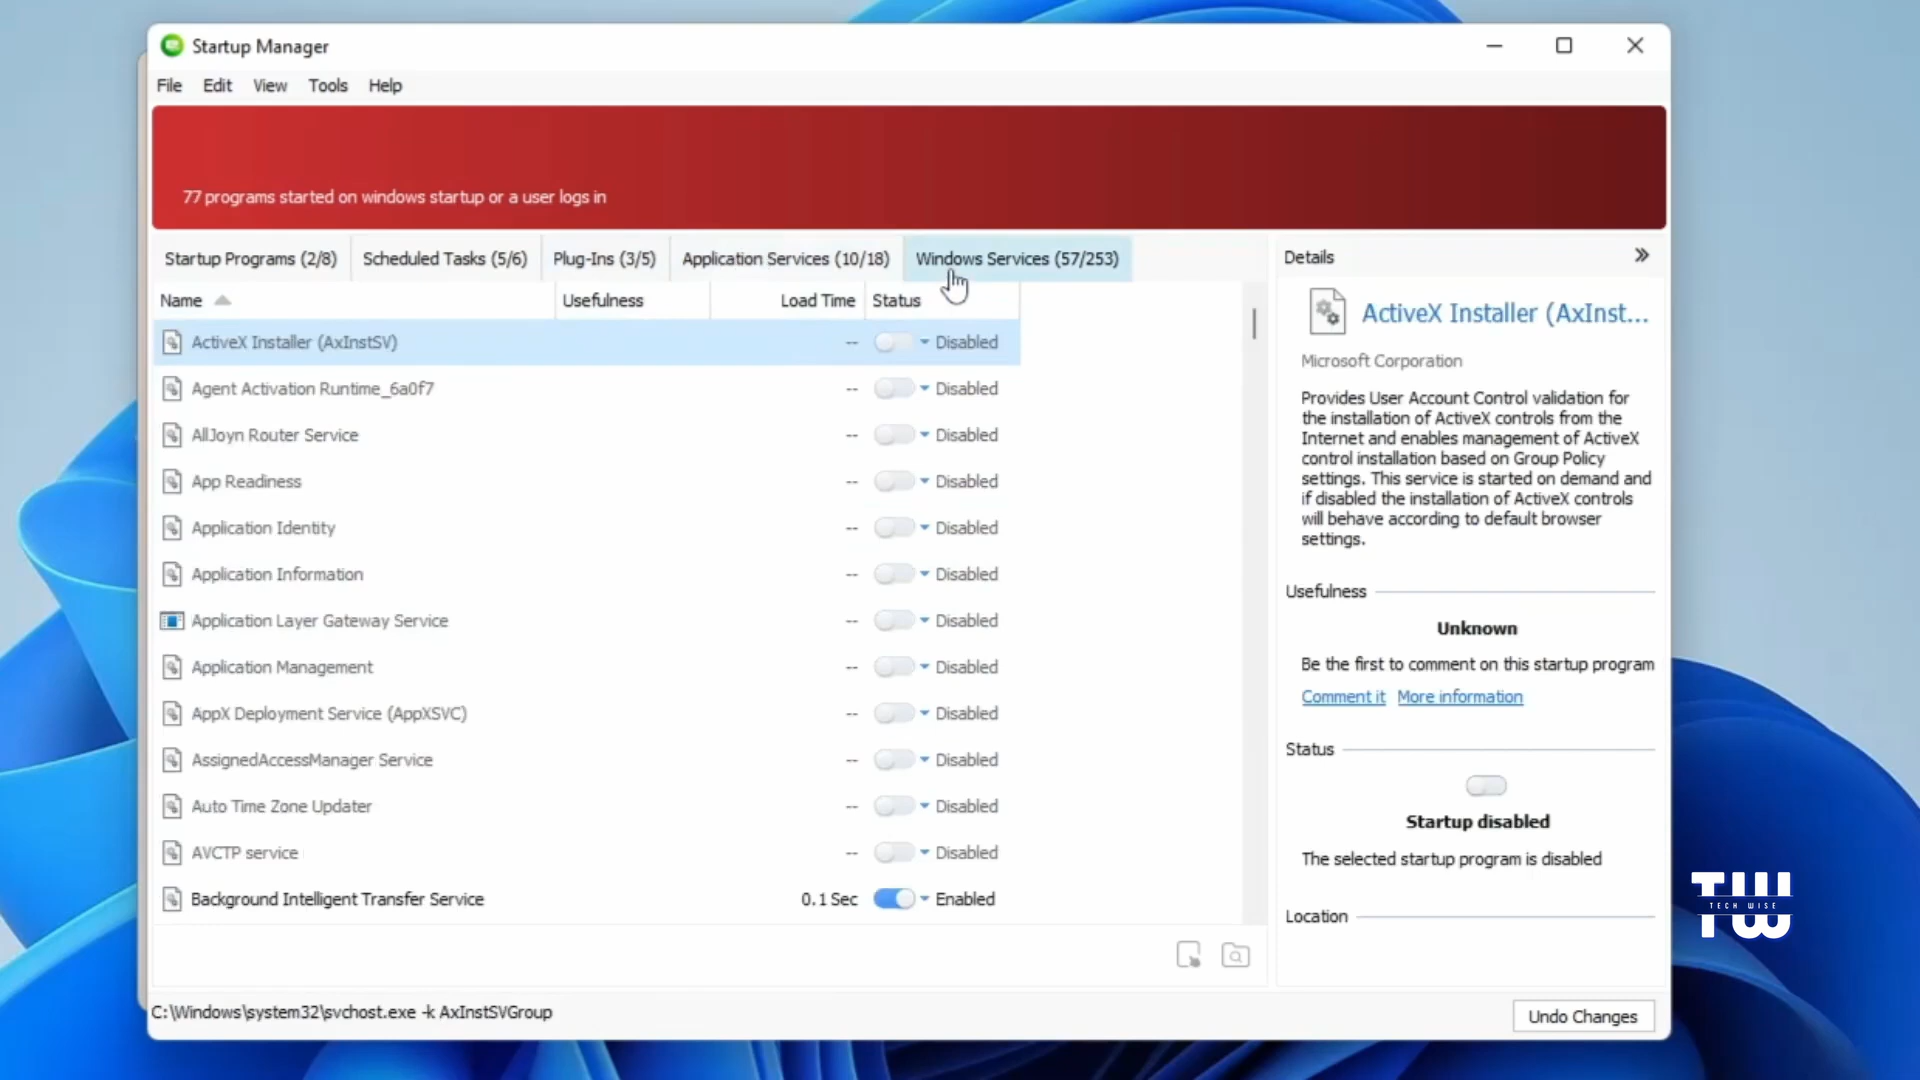 Startup Manager
File Edit View Tools Help
77 programs started on windows startup or a user logs in
Startup Programs (2/8) Scheduled Tasks (5/6) Plug-Ins (3/5) Application Services (10/18) Windows Services (57/253)
Name Usefulness Load Time Status
ActiveX Installer (AxInstSV) -- Disabled
Agent Activation Runtime_6a0f7 -- Disabled
AllJoyn Router Service -- Disabled
App Readiness -- Disabled
Application Identity -- Disabled
Application Information -- Disabled
Application Layer Gateway Service -- Disabled
Application Management -- Disabled
AppX Deployment Service (AppXSVC) -- Disabled
AssignedAccessManager Service -- Disabled
Auto Time Zone Updater -- Disabled
AVCTP service -- Disabled
Background Intelligent Transfer Service 0.1 Sec Enabled
Details
ActiveX Installer (AxInst...
Microsoft Corporation
Provides User Account Control validation for
the installation of ActiveX controls from the
Internet and enables management of ActiveX
control installation based on Group Policy
settings. This service is started on demand and
if disabled the installation of ActiveX controls
will behave according to default browser
settings.
Usefulness
Unknown
Be the first to comment on this startup program
Comment it More information
Status
Startup disabled
The selected startup program is disabled
Location
C:\Windows\system32\svchost.exe -k AxInstSVGroup
Undo Changes
TW
TECH WISE